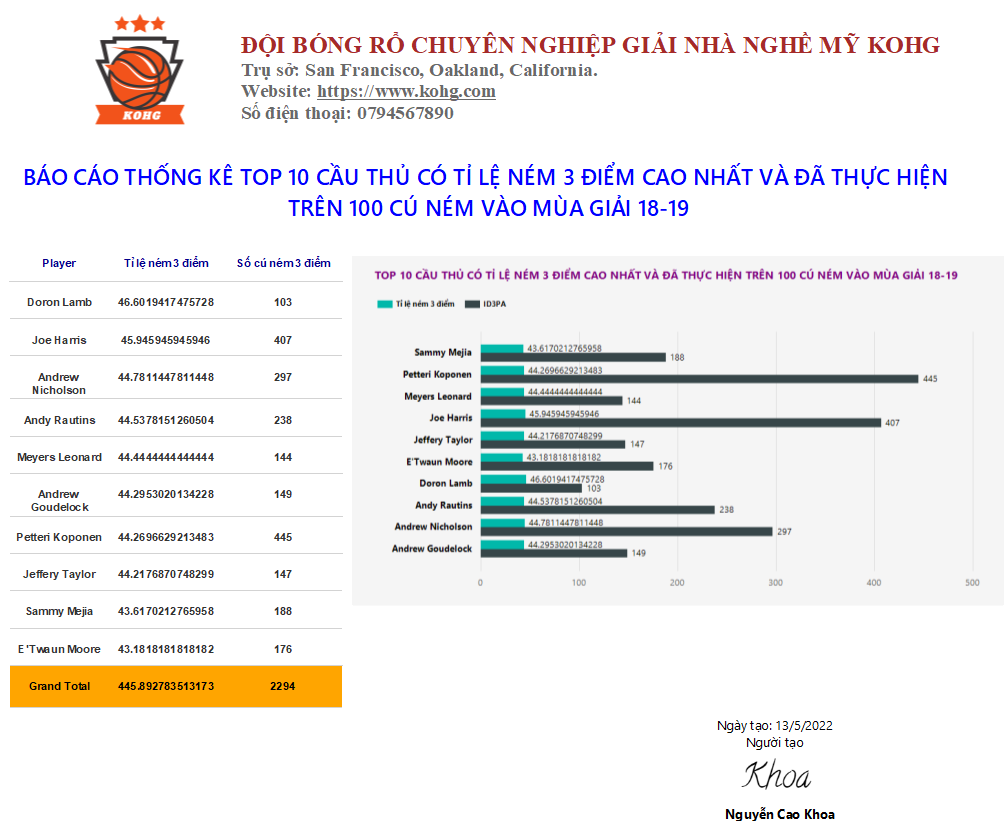 KOHG
ĐỘI BÓNG RỔ CHUYÊN NGHIỆP GIẢI NHÀ NGHỀ MỸ KOHG
Trụ sở: San Francisco, Oakland, California.
Website: https://www.kohg.com
Số điện thoại: 0794567890
BÁO CÁO THỐNG KÊ TOP 10 CẦU THỦ CÓ TỈ LỆ NÉM 3 ĐIỂM CAO NHẤT VÀ ĐÃ THỰC HIỆN
TRÊN 100 CÚ NÉM VÀO MÙA GIẢI 18-19
Player Tỉ lệ ném 3 điểm Số cú ném 3 điểm
Doron Lamb 46.6019417475728 103
Joe Harris 45.945945945946 407
Andrew
Nicholson 44.7811447811448 297
Andy Rautins 44.5378151260504 238
Meyers Leonard 44.4444444444444 144
Andrew
Goudelock 44.2953020134228 149
Petteri Koponen 44.2696629213483 445
Jeffery Taylor 44.2176870748299 147
Sammy Mejia 43.6170212765958 188
E'Twaun Moore 43.1818181818182 176
Grand Total 445.892783513173 2294
TOP 10 CẦU THỦ CÓ TỈ LỆ NÉM 3 ĐIỂM CAO NHẤT VÀ ĐÃ THỰC HIỆN TRÊN 100 CÚ NÉM VÀO MÙA GIẢI 18-19
Tỉ lệ ném 3 điểm ID3PA
Sammy Mejia 43.6170212765958 188
Petteri Koponen 44.2696629213483 445
Meyers Leonard 44.4444444444444 144
Joe Harris 45.945945945946 407
Jeffery Taylor 44.2176870748299 147
E'Twaun Moore 43.1818181818182 176
Doron Lamb 46.6019417475728 103
Andy Rautins 44.5378151260504 238
Andrew Nicholson 44.7811447811448 297
Andrew Goudelock 44.2953020134228 149
0 100 200 300 400 500
Ngày tạo: 13/5/2022
Người tạo
Khoa
Nguyễn Cao Khoa